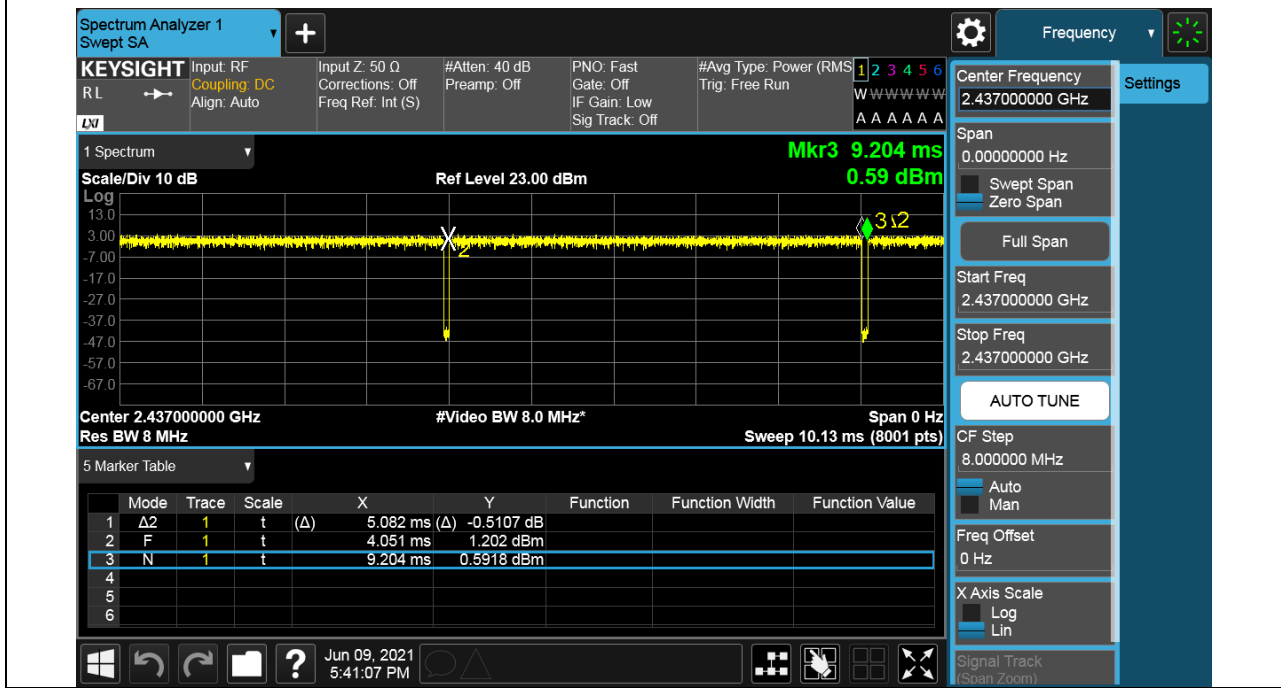 Spectrum Analyzer 1
Swept SA
Frequency
KEYSIGHT
R L
LXI
Input: RF
Coupling: DC
Align: Auto
Input Z: 50 Ω
Corrections: Off
Freq Ref: Int (S)
#Atten: 40 dB
Preamp: Off
PNO: Fast
Gate: Off
IF Gain: Low
Sig Track: Off
#Avg Type: Power (RMS
Trig: Free Run
1 2 3 4 5 6
W W W W W W
A A A A A A
1 Spectrum
Mkr3 9.204 ms
0.59 dBm
Scale/Div 10 dB
Ref Level 23.00 dBm
Log
13.0
3.00
-7.00
-17.0
-27.0
-37.0
-47.0
-57.0
-67.0
X
2
3
Δ2
Center 2.437000000 GHz
#Video BW 8.0 MHz*
Span 0 Hz
Res BW 8 MHz
Sweep 10.13 ms (8001 pts)
5 Marker Table
Mode Trace Scale X Y Function Function Width Function Value
1 Δ2 1 t (Δ) 5.082 ms (Δ) -0.5107 dB
2 F 1 t 4.051 ms 1.202 dBm
3 N 1 t 9.204 ms 0.5918 dBm
4
5
6
?
Jun 09, 2021
5:41:07 PM
Center Frequency
2.437000000 GHz
Span
0.00000000 Hz
Swept Span
Zero Span
Full Span
Start Freq
2.437000000 GHz
Stop Freq
2.437000000 GHz
AUTO TUNE
CF Step
8.000000 MHz
Auto
Man
Freq Offset
0 Hz
X Axis Scale
Log
Lin
Signal Track
(Span Zoom)
Settings